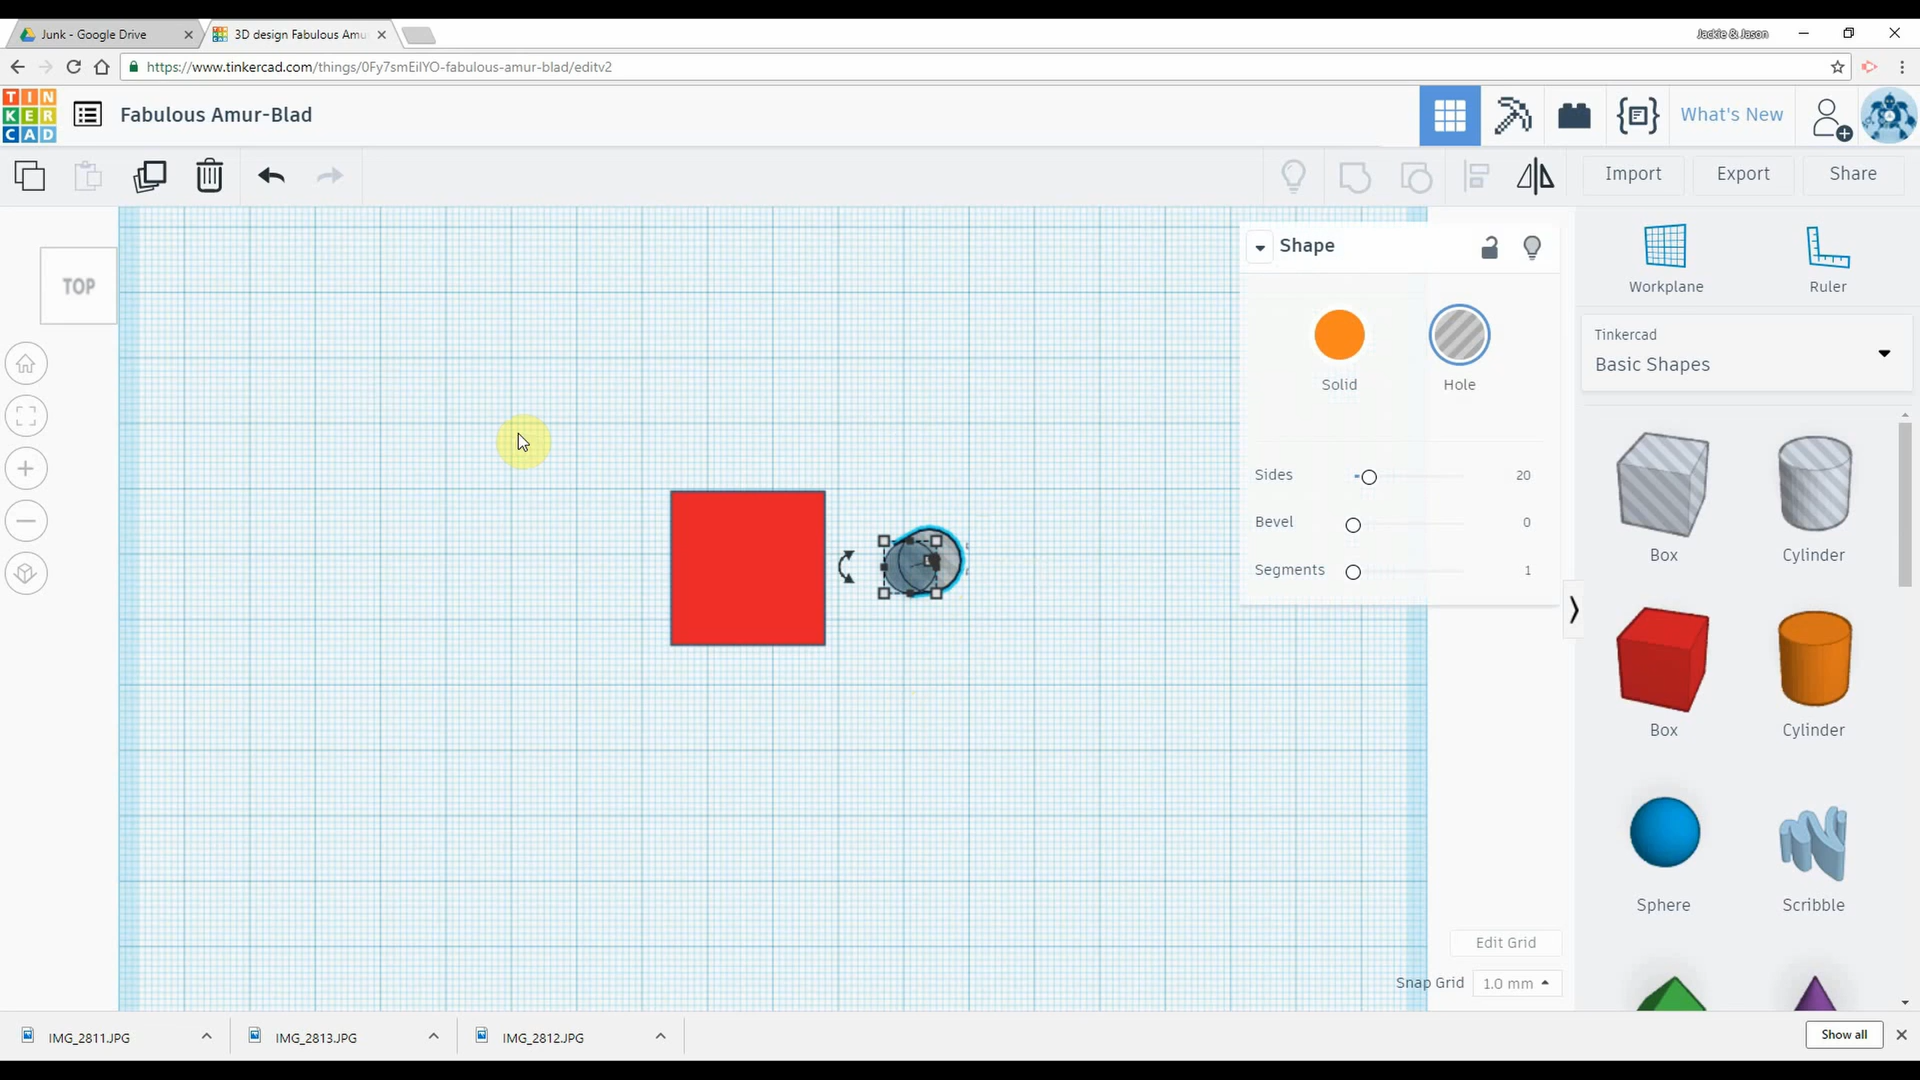 Junk - Google Drive
3D design Fabulous Amu
Jackie & Jason
https://www.tinkercad.com/things/0Fy7smEilYO-fabulous-amur-blad/editv2
TIN
KER
CAD
Fabulous Amur-Blad
What's New
Import
Export
Share
TOP
Shape
Solid
Hole
Sides
20
Bevel
0
Segments
1
Workplane
Ruler
Tinkercad
Basic Shapes
Box
Cylinder
Box
Cylinder
Sphere
Scribble
Edit Grid
Snap Grid
1.0 mm
IMG_2811.JPG
IMG_2813.JPG
IMG_2812.JPG
Show all